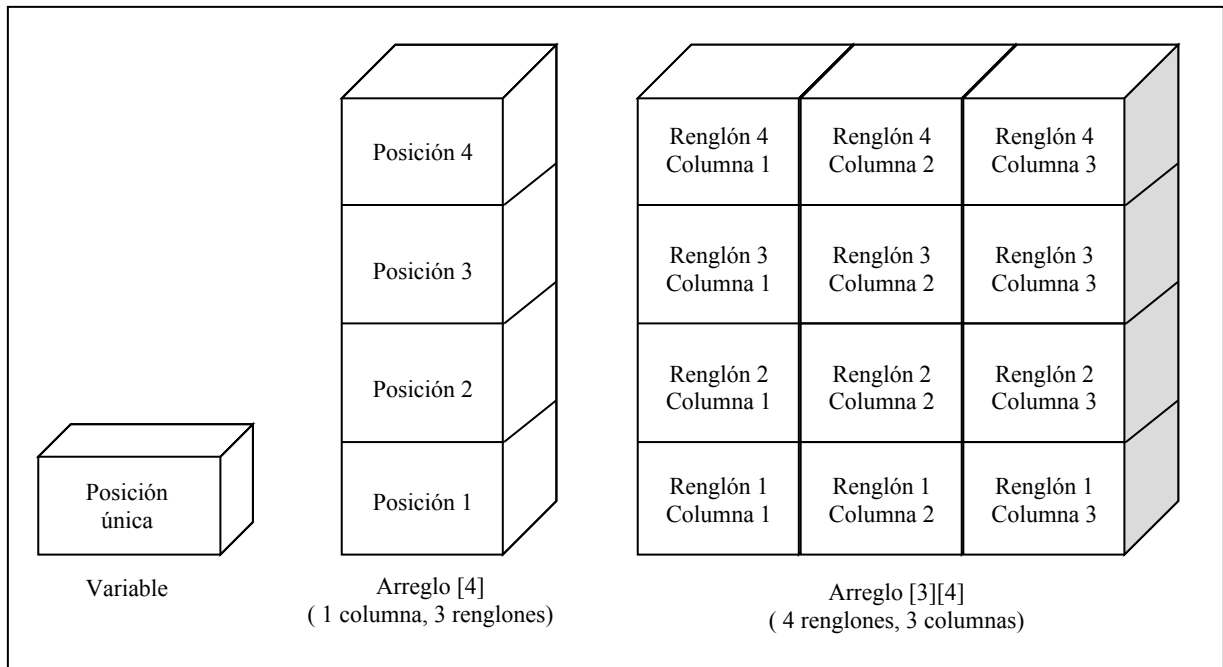 Posición
única
Variable
Posición 4
Posición 3
Posición 2
Posición 1
Arreglo [4]
( 1 columna, 3 renglones)
Renglón 4
Columna 1
Renglón 4
Columna 2
Renglón 4
Columna 3
Renglón 3
Columna 1
Renglón 3
Columna 2
Renglón 3
Columna 3
Renglón 2
Columna 1
Renglón 2
Columna 2
Renglón 2
Columna 3
Renglón 1
Columna 1
Renglón 1
Columna 2
Renglón 1
Columna 3
Arreglo [3][4]
( 4 renglones, 3 columnas)